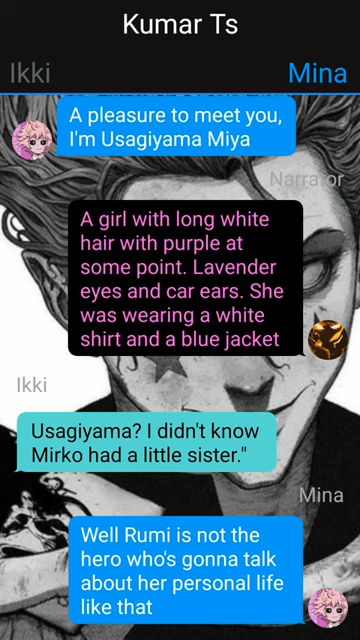 Kumar Ts
Ikki
Mina
A pleasure to meet you,
I'm Usagiyama Miya
Narrator
A girl with long white
hair with purple at
some point. Lavender
eyes and car ears. She
was wearing a white
shirt and a blue jacket
Ikki
Usagiyama? I didn't know
Mirko had a little sister."
Mina
Well Rumi is not the
hero who's gonna talk
about her personal life
like that